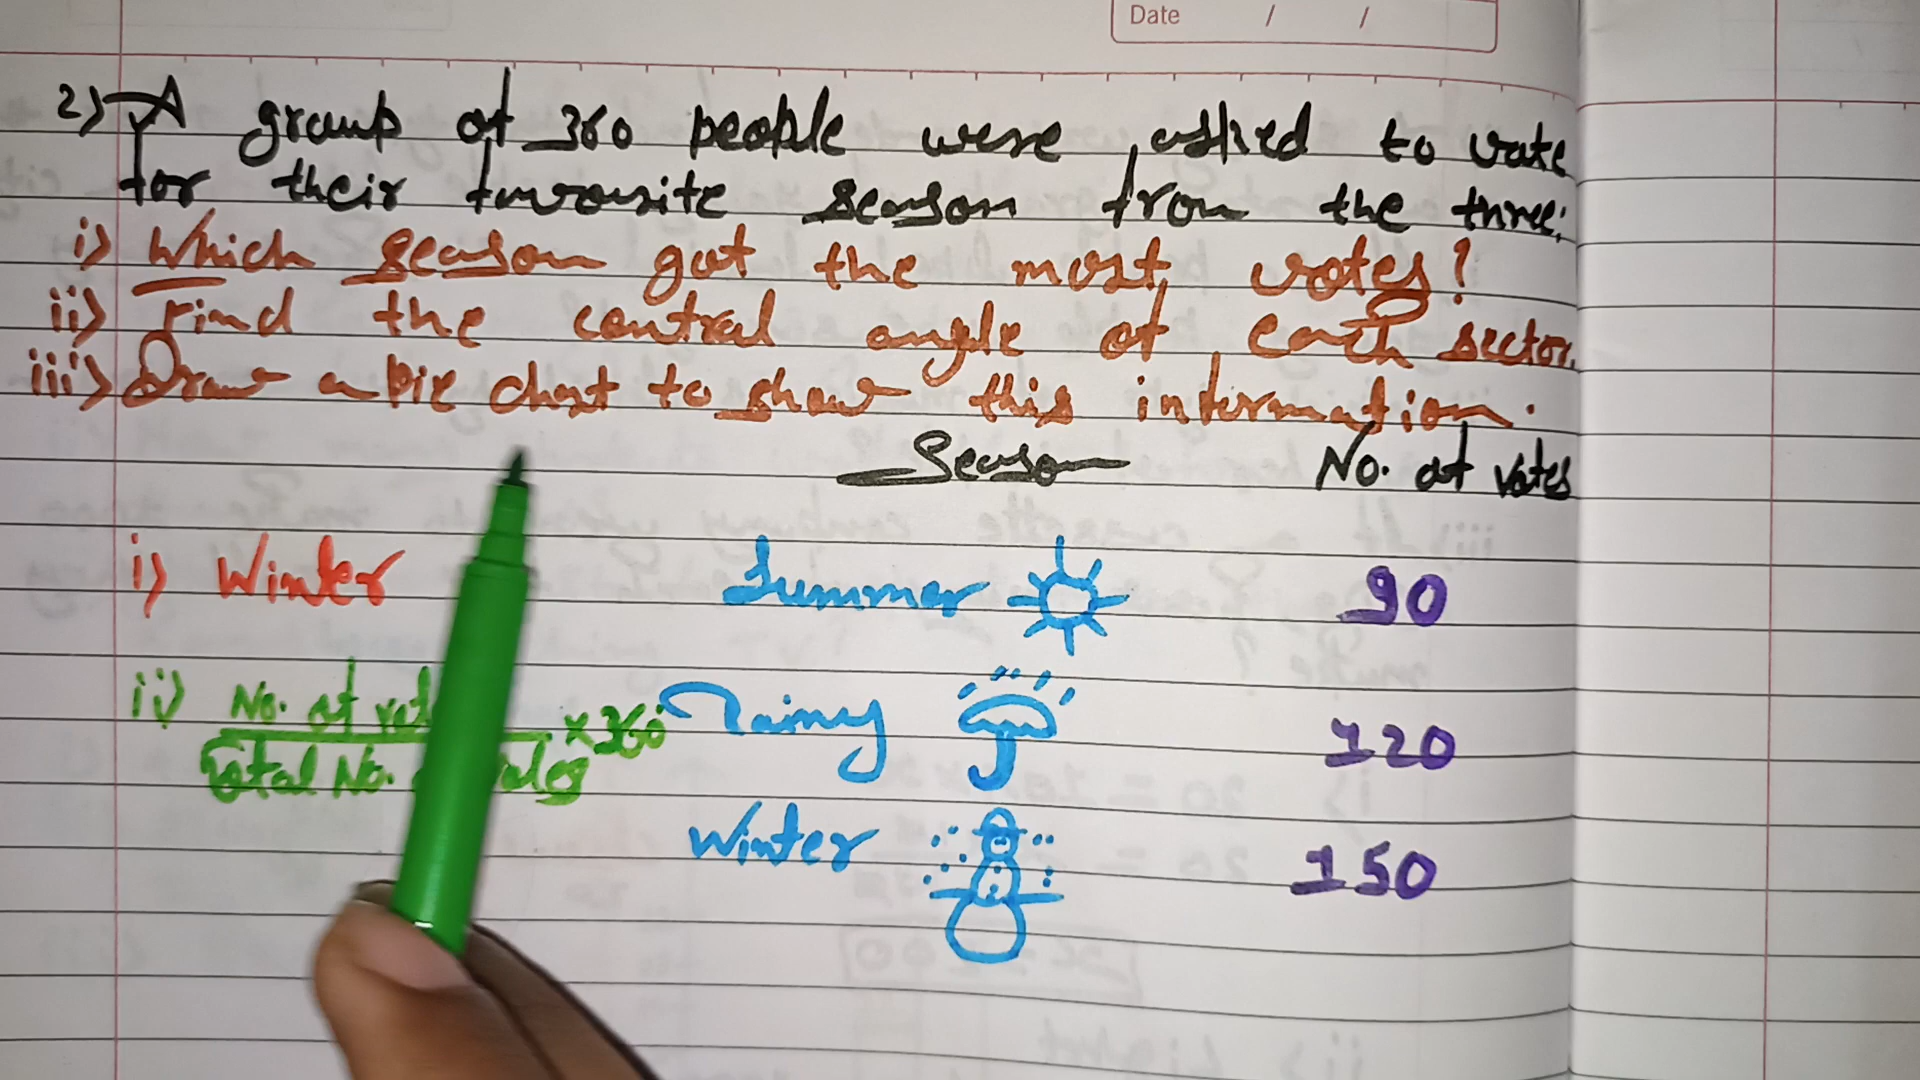 Date / /
2) A group of 360 people were asked to vote
for their favourite season from the three.
i) Which season got the most votes?
ii) Find the central angle of each sector.
iii) Draw a pie chart to show this information.
Season No. of votes
i) Winter Summer 90
ii) No. of
Total No. × 360° Rainy 120
Winter 150